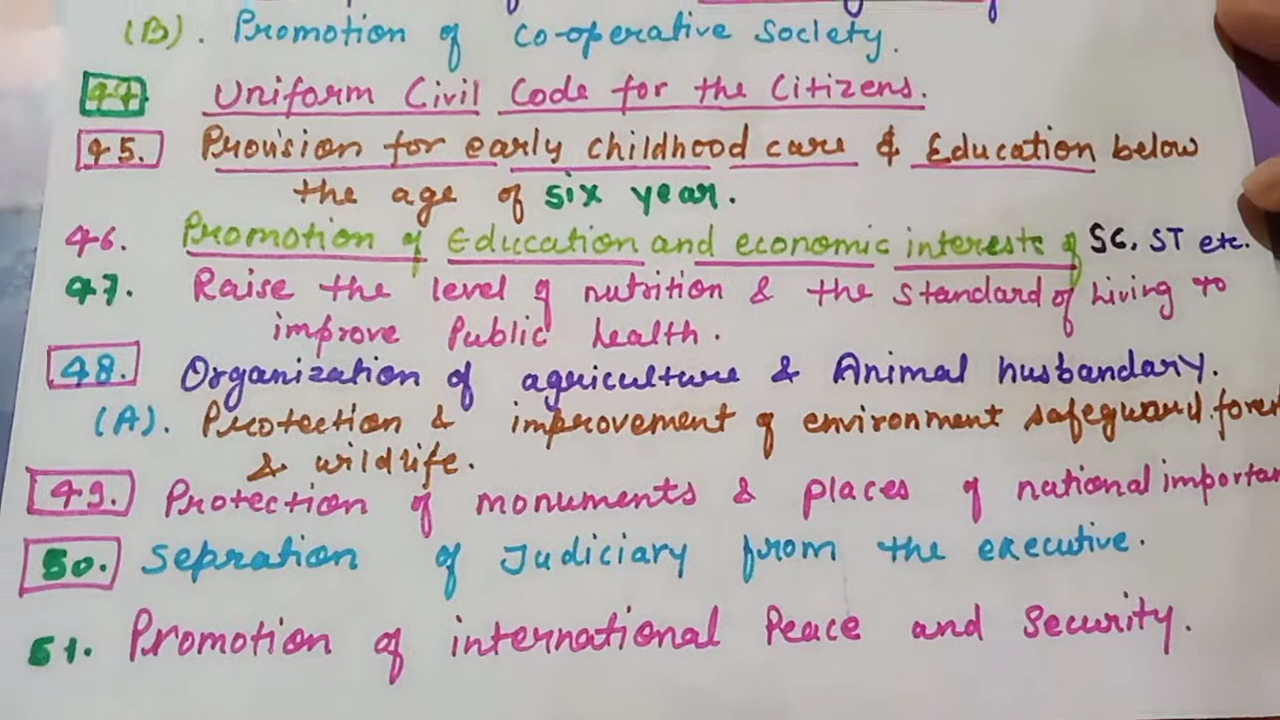 (B). Promotion of co-operative Society.
44 Uniform Civil Code for the Citizens.
45. Provision for early childhood care & Education below
the age of six year.
46. Promotion of Education and economic interests of SC, ST etc.
47. Raise the level of nutrition & the standard of living to
improve Public health.
48. Organization of agriculture & Animal husbandary.
(A). Protection & improvement of environment safeguard fores
& wildlife.
49. Protection of monuments & places of national importan
50. Sepration of Judiciary from the executive.
51. Promotion of international Peace and Security.